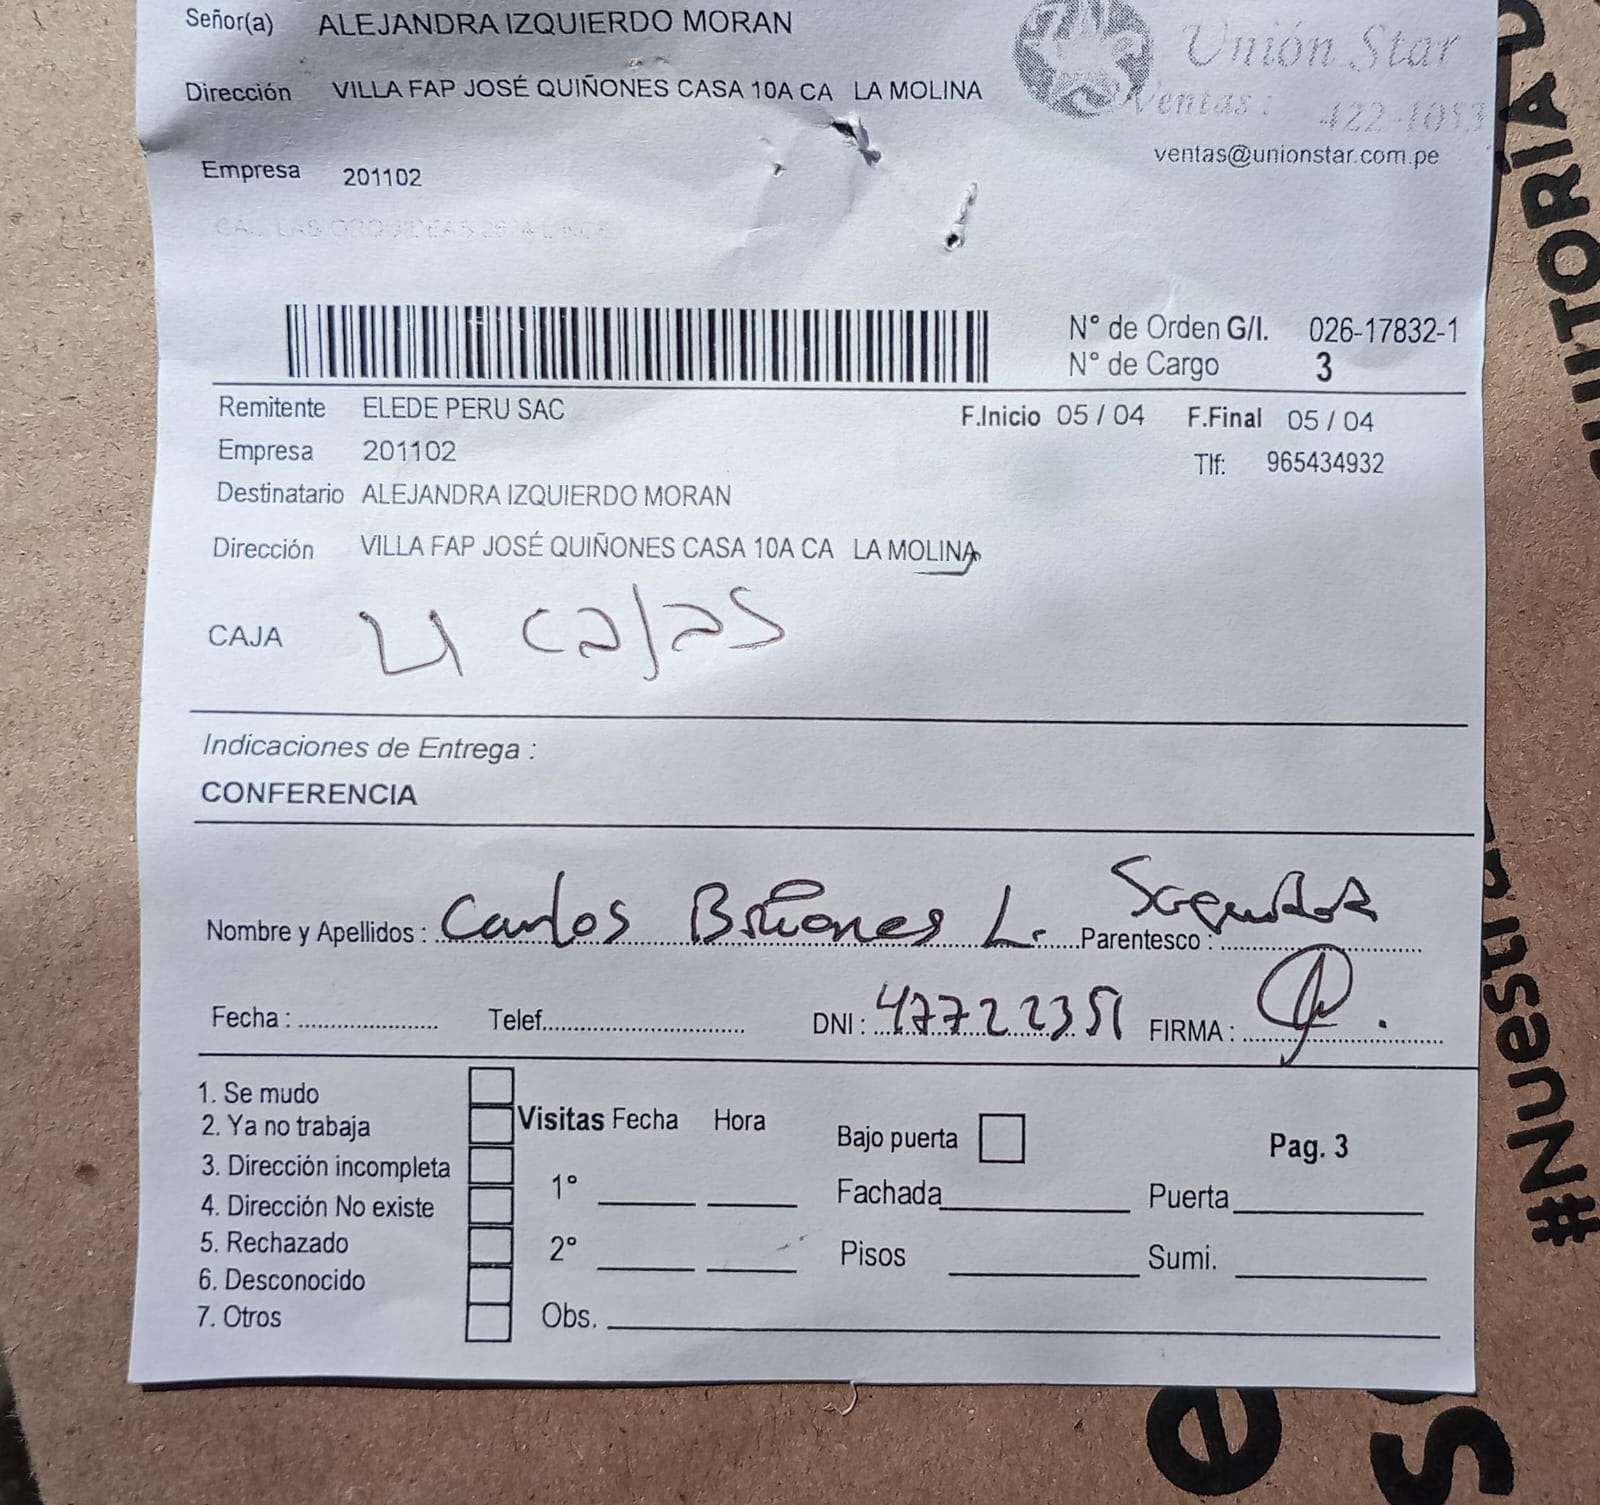 Señor(a) ALEJANDRA IZQUIERDO MORAN
Unión Star
Dirección VILLA FAP JOSÉ QUIÑONES CASA 10A CA LA MOLINA
Ventas: 422-1053
ventas@unionstar.com.pe
Empresa 201102
N° de Orden G/I. 026-17832-1
N° de Cargo 3
Remitente ELEDE PERU SAC
F.Inicio 05 / 04 F.Final 05 / 04
Empresa 201102
Tlf: 965434932
Destinatario ALEJANDRA IZQUIERDO MORAN
Dirección VILLA FAP JOSÉ QUIÑONES CASA 10A CA LA MOLINA
CAJA 4 cajas
Indicaciones de Entrega :
CONFERENCIA
Nombre y Apellidos : Carlos Briones L. Parentesco :
Fecha : Telef. DNI : 47722351 FIRMA :
1. Se mudo
2. Ya no trabaja
3. Dirección incompleta
4. Dirección No existe
5. Rechazado
6. Desconocido
7. Otros
Visitas Fecha Hora
1°
2°
Obs.
Bajo puerta
Pag. 3
Fachada Puerta
Pisos Sumi.
#Nuestra